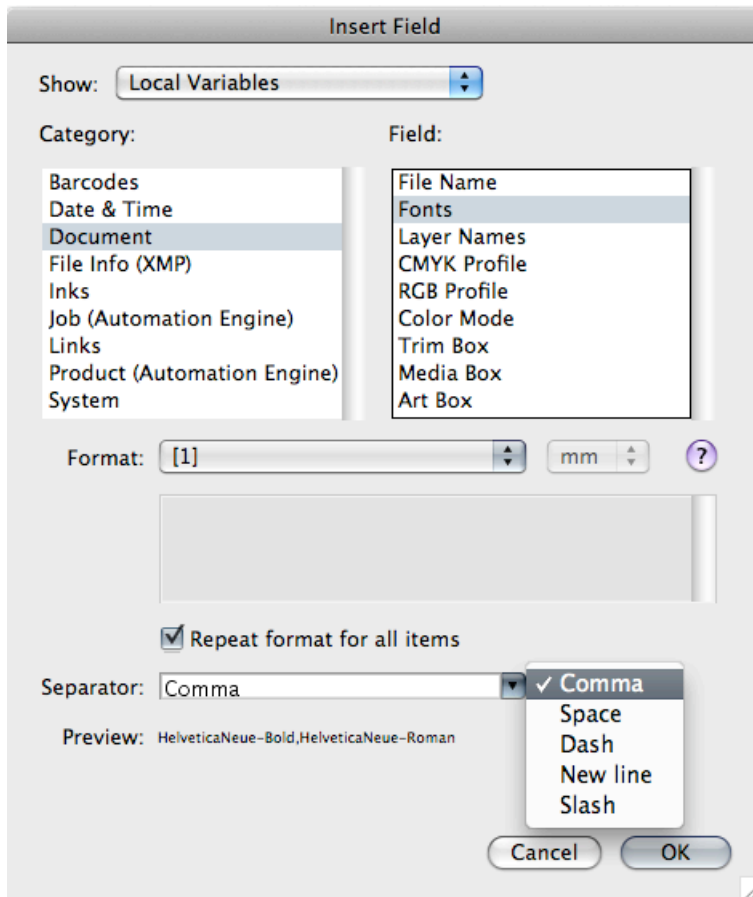 Insert Field
Show: Local Variables
Category: Field:
Barcodes
Date & Time
Document
File Info (XMP)
Inks
Job (Automation Engine)
Links
Product (Automation Engine)
System
File Name
Fonts
Layer Names
CMYK Profile
RGB Profile
Color Mode
Trim Box
Media Box
Art Box
Format: [1] mm ?
Repeat format for all items
Separator: Comma
✓ Comma
Space
Dash
New line
Slash
Preview: HelveticaNeue-Bold,HelveticaNeue-Roman
Cancel OK